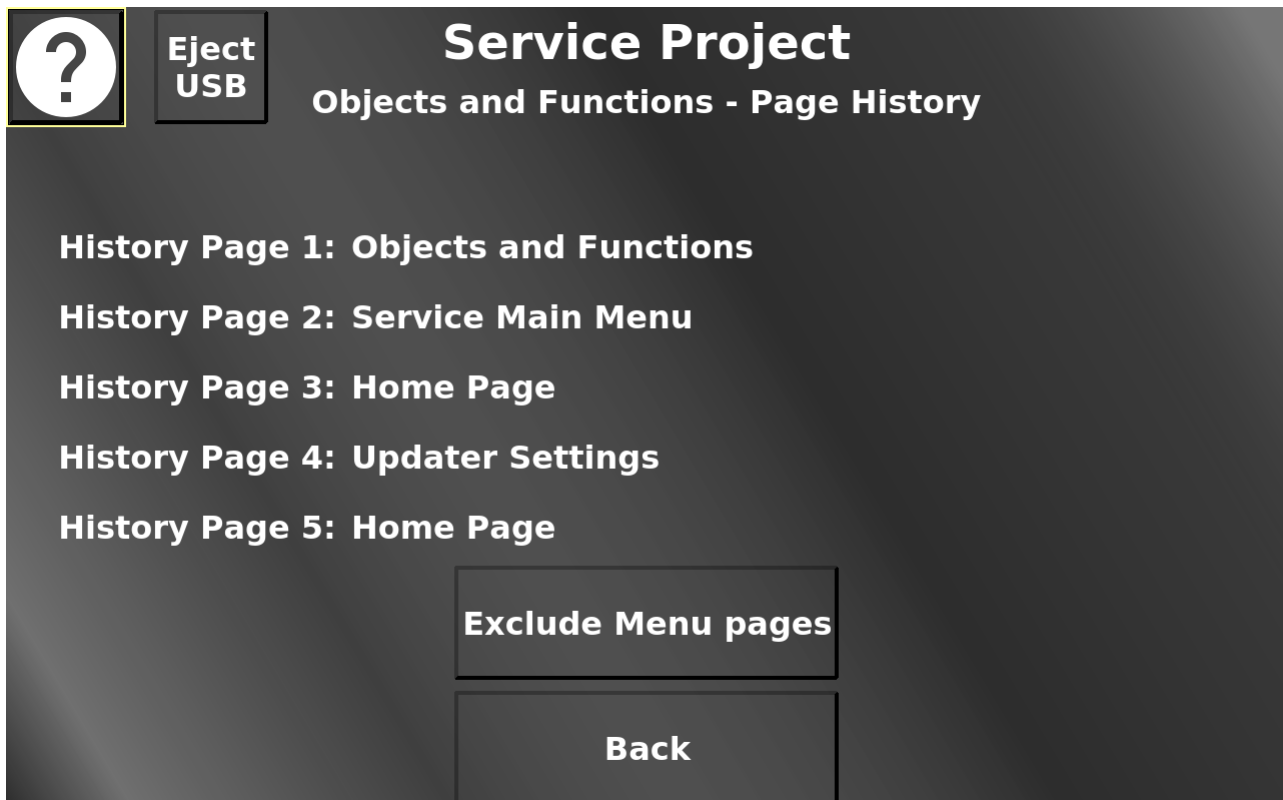 ?
Eject
USB
Service Project
Objects and Functions - Page History
History Page 1: Objects and Functions
History Page 2: Service Main Menu
History Page 3: Home Page
History Page 4: Updater Settings
History Page 5: Home Page
Exclude Menu pages
Back